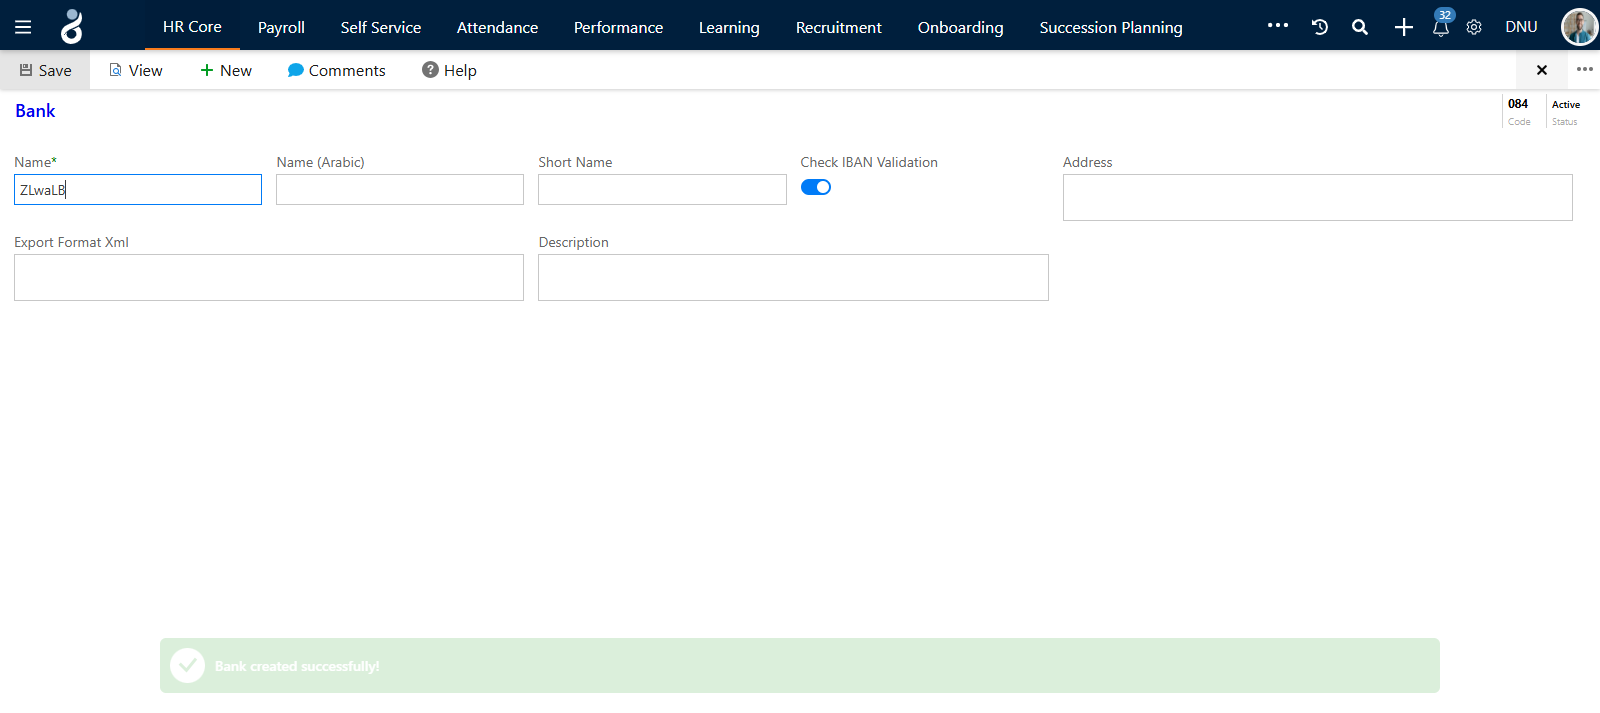 HR Core Payroll Self Service Attendance Performance Learning Recruitment Onboarding Succession Planning 32 DNU
Save View New Comments Help
Bank
084 Active
Code Status
Name* Name (Arabic) Short Name Check IBAN Validation Address
ZLwaLB
Export Format Xml Description
Bank created successfully!